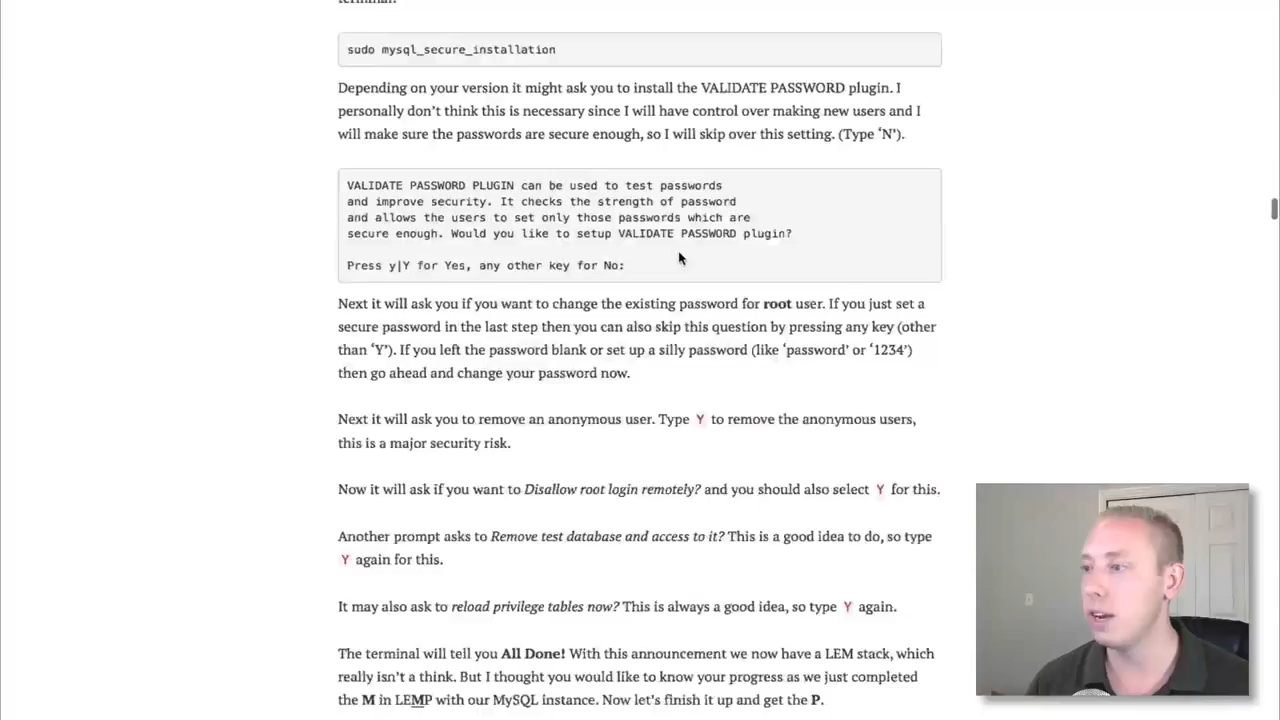 terminal.
sudo mysql_secure_installation
Depending on your version it might ask you to install the VALIDATE PASSWORD plugin. I
personally don't think this is necessary since I will have control over making new users and I
will make sure the passwords are secure enough, so I will skip over this setting. (Type ‘N’).
VALIDATE PASSWORD PLUGIN can be used to test passwords
and improve security. It checks the strength of password
and allows the users to set only those passwords which are
secure enough. Would you like to setup VALIDATE PASSWORD plugin?
Press y|Y for Yes, any other key for No:
Next it will ask you if you want to change the existing password for root user. If you just set a
secure password in the last step then you can also skip this question by pressing any key (other
than ‘Y’). If you left the password blank or set up a silly password (like ‘password’ or ‘1234’)
then go ahead and change your password now.
Next it will ask you to remove an anonymous user. Type Y to remove the anonymous users,
this is a major security risk.
Now it will ask if you want to Disallow root login remotely? and you should also select Y for this.
Another prompt asks to Remove test database and access to it? This is a good idea to do, so type
Y again for this.
It may also ask to reload privilege tables now? This is always a good idea, so type Y again.
The terminal will tell you All Done! With this announcement we now have a LEM stack, which
really isn't a think. But I thought you would like to know your progress as we just completed
the M in LEMP with our MySQL instance. Now let's finish it up and get the P.